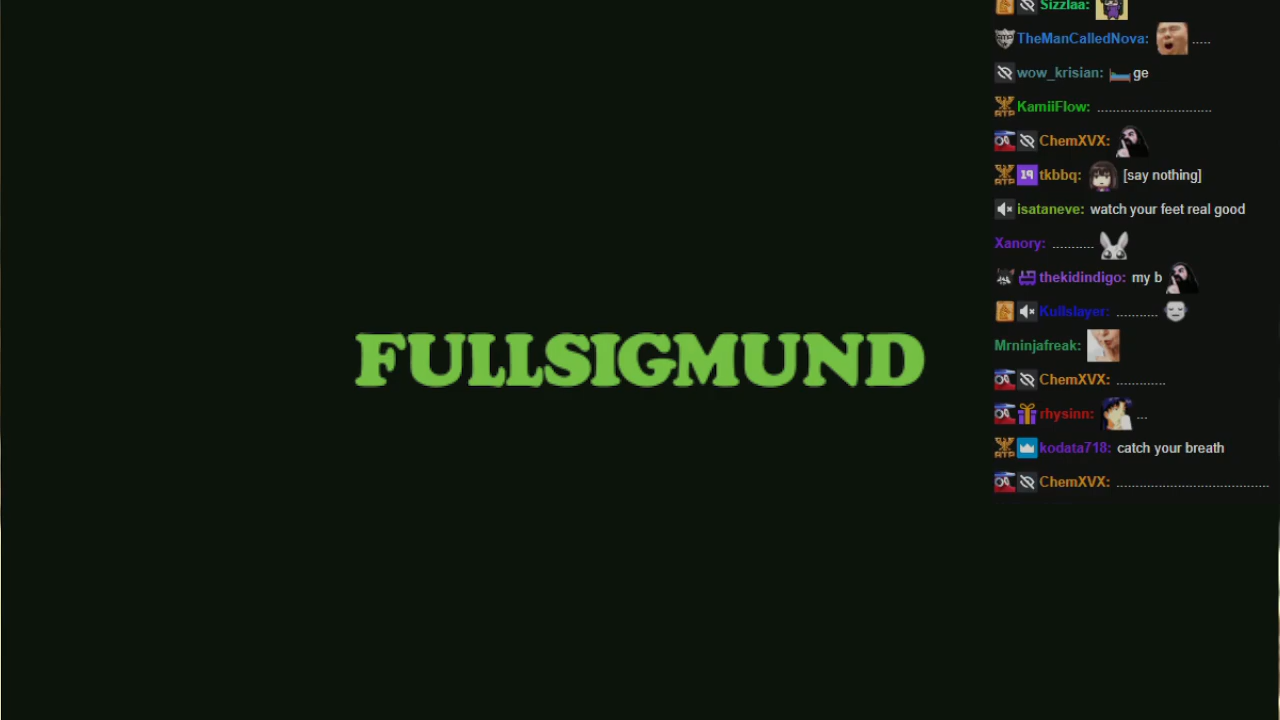 Sizzlaa:
TheManCalledNova: .....
wow_krisian: ge
KamiiFlow: ..............................
ChemXVX:
19 tkbbq: [say nothing]
isataneve: watch your feet real good
Xanory: ...........
thekidindigo: my b
Kullslayer: ...........
FULLSIGMUND
Mrninjafreak:
ChemXVX: .............
rhysinn: ...
kodata718: catch your breath
ChemXVX: ........................................